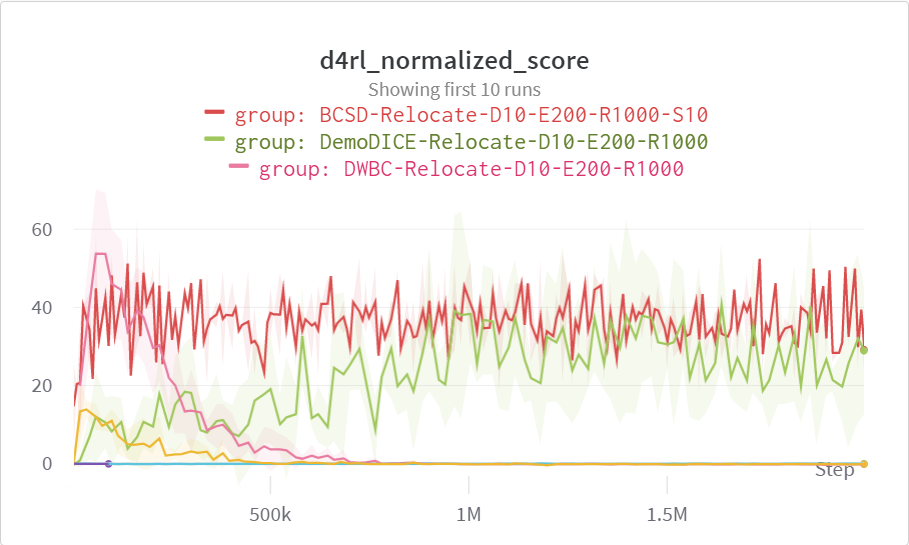 d4rl_normalized_score
Showing first 10 runs
group: BCSD-Relocate-D10-E200-R1000-S10
group: DemoDICE-Relocate-D10-E200-R1000
group: DWBC-Relocate-D10-E200-R1000
60
40
20
0
Step
500k
1M
1.5M